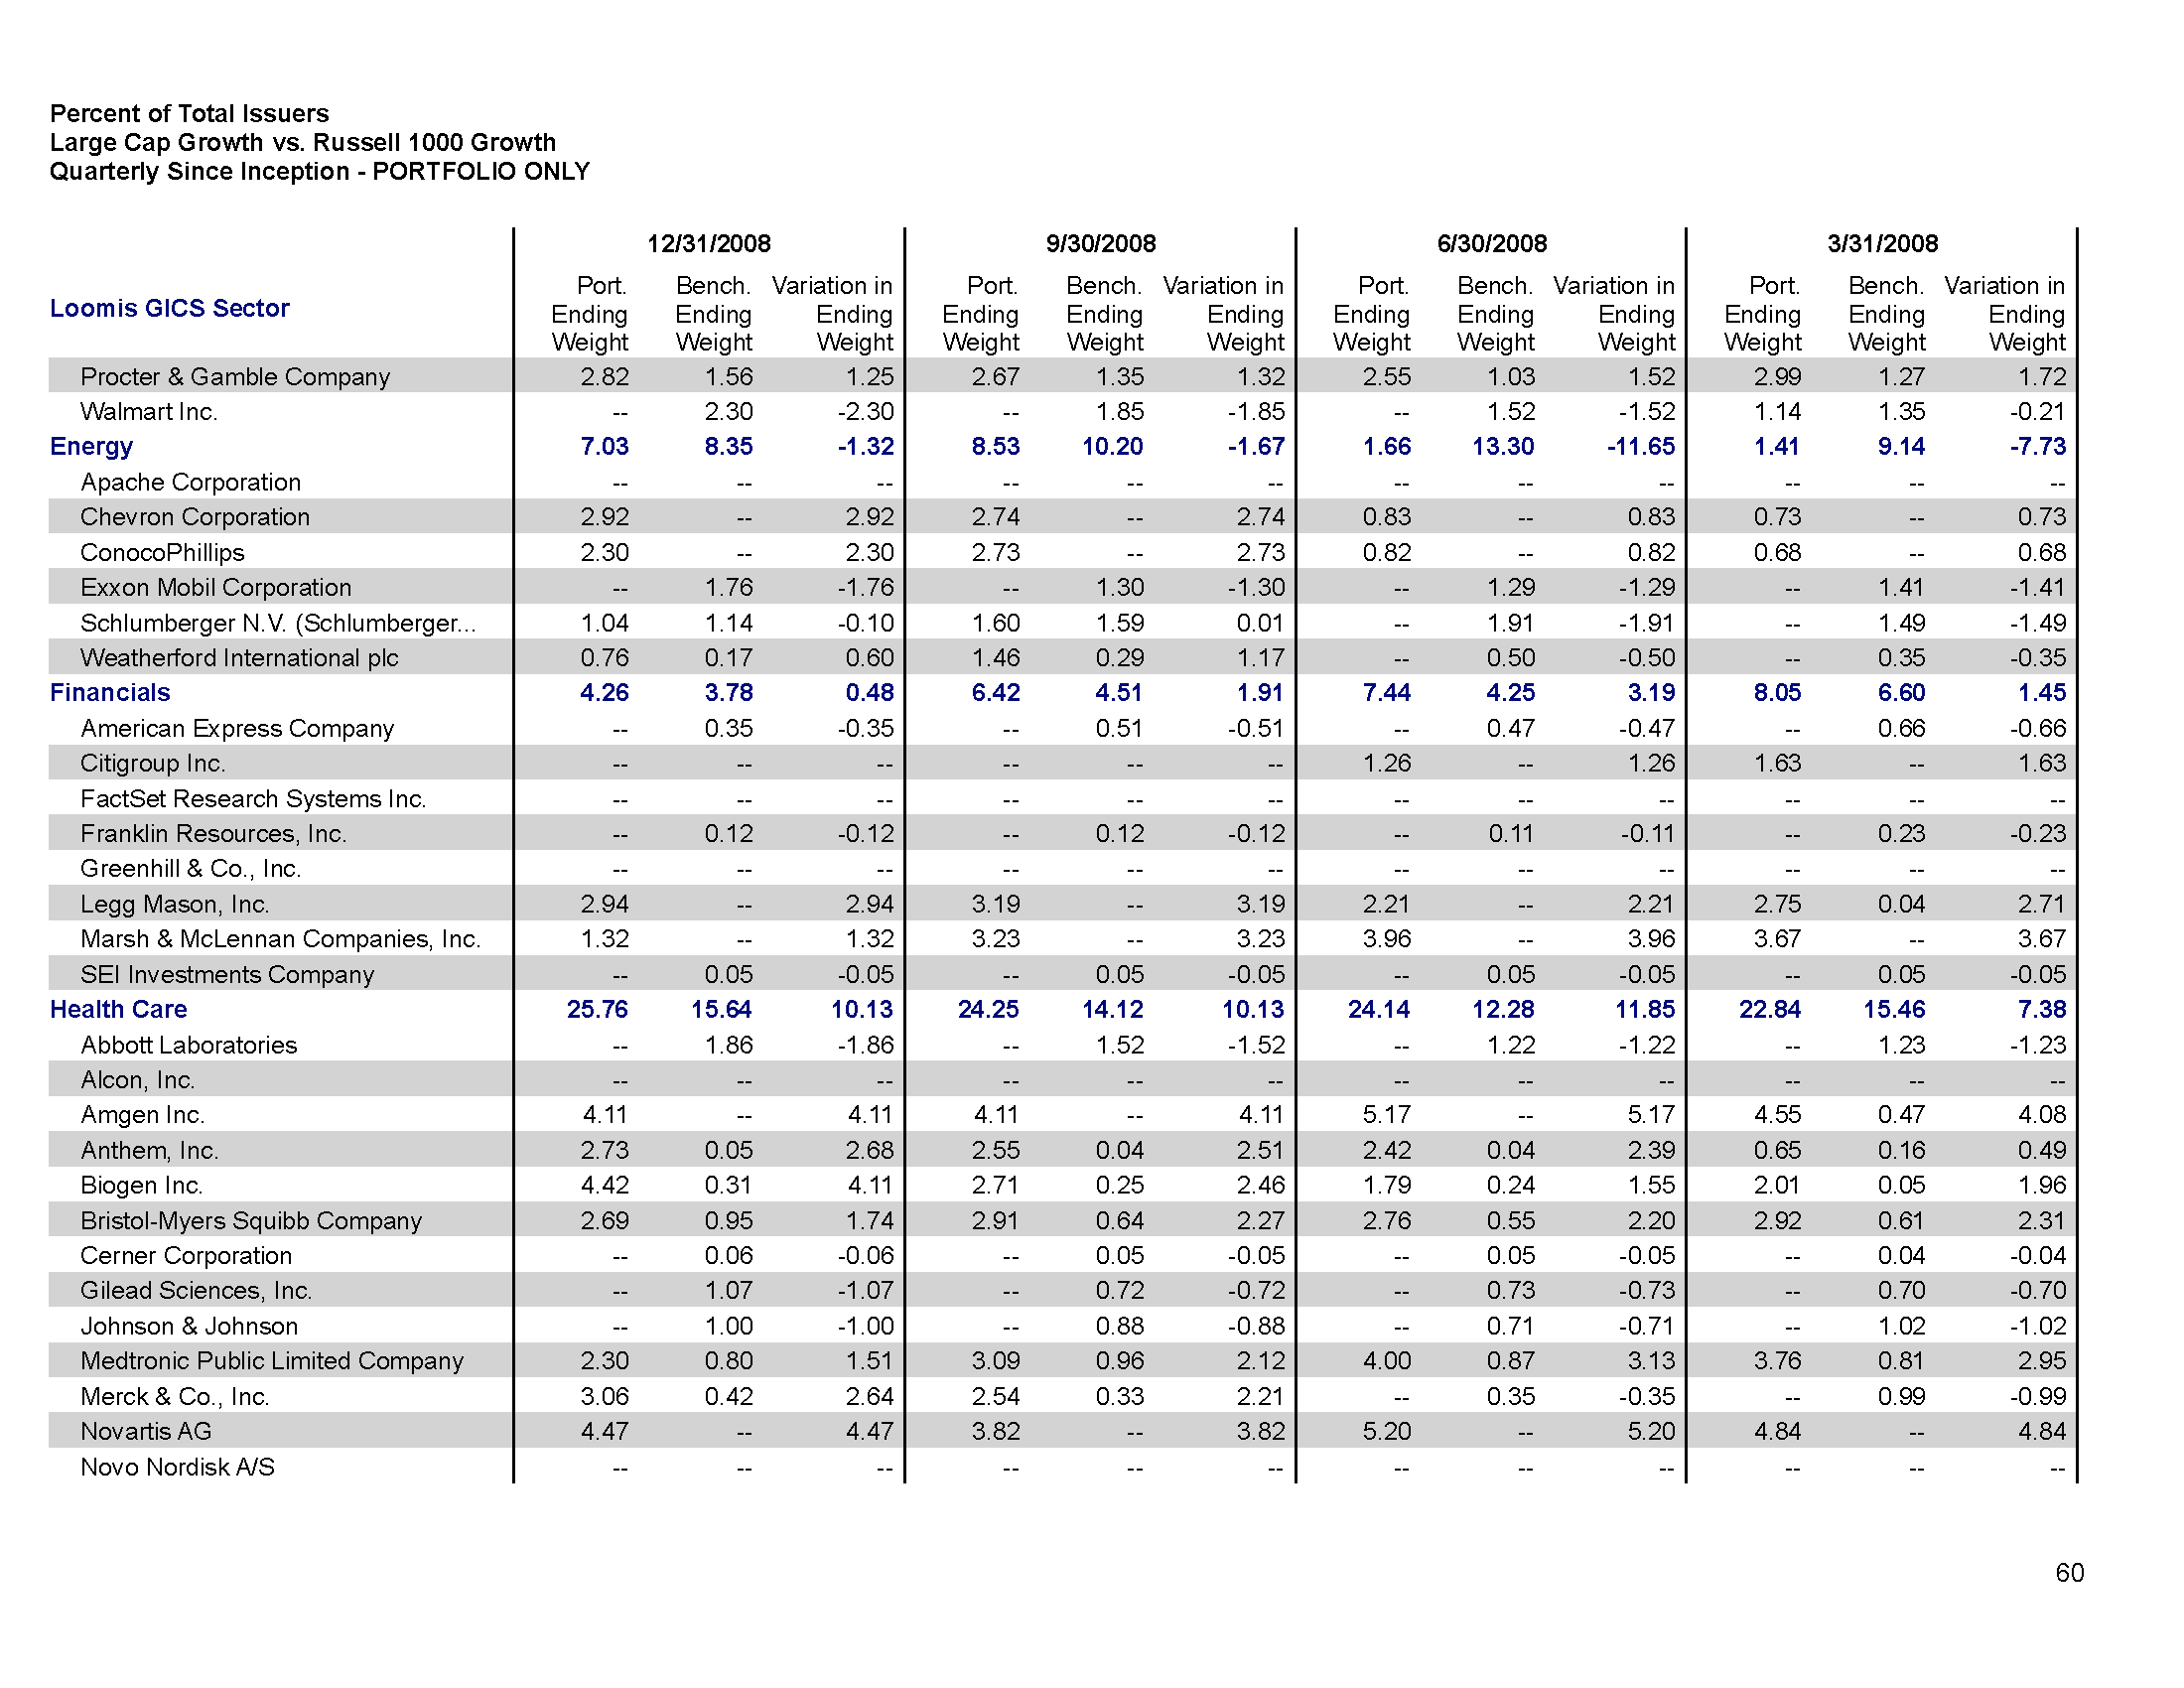 Percent of Total Issuers
Large Cap Growth vs. Russell 1000 Growth
Quarterly Since Inception - PORTFOLIO ONLY
12/31/2008 9/30/2008 6/30/2008 3/31/2008
Loomis GICS Sector
Port. Bench. Variation in Port. Bench. Variation in Port. Bench. Variation in Port. Bench. Variation in
Ending Ending Ending Ending Ending Ending Ending Ending Ending Ending Ending Ending
Weight Weight Weight Weight Weight Weight Weight Weight Weight Weight Weight Weight
Procter & Gamble Company 2.82 1.56 1.25 2.67 1.35 1.32 2.55 1.03 1.52 2.99 1.27 1.72
Walmart Inc. -- 2.30 -2.30 -- 1.85 -1.85 -- 1.52 -1.52 1.14 1.35 -0.21
Energy 7.03 8.35 -1.32 8.53 10.20 -1.67 1.66 13.30 -11.65 1.41 9.14 -7.73
Apache Corporation -- -- -- -- -- -- -- -- -- -- -- --
Chevron Corporation 2.92 -- 2.92 2.74 -- 2.74 0.83 -- 0.83 0.73 -- 0.73
ConocoPhillips 2.30 -- 2.30 2.73 -- 2.73 0.82 -- 0.82 0.68 -- 0.68
Exxon Mobil Corporation -- 1.76 -1.76 -- 1.30 -1.30 -- 1.29 -1.29 -- 1.41 -1.41
Schlumberger N.V. (Schlumberger... 1.04 1.14 -0.10 1.60 1.59 0.01 -- 1.91 -1.91 -- 1.49 -1.49
Weatherford International plc 0.76 0.17 0.60 1.46 0.29 1.17 -- 0.50 -0.50 -- 0.35 -0.35
Financials 4.26 3.78 0.48 6.42 4.51 1.91 7.44 4.25 3.19 8.05 6.60 1.45
American Express Company -- 0.35 -0.35 -- 0.51 -0.51 -- 0.47 -0.47 -- 0.66 -0.66
Citigroup Inc. -- -- -- -- -- -- 1.26 -- 1.26 1.63 -- 1.63
FactSet Research Systems Inc. -- -- -- -- -- -- -- -- -- -- -- --
Franklin Resources, Inc. -- 0.12 -0.12 -- 0.12 -0.12 -- 0.11 -0.11 -- 0.23 -0.23
Greenhill & Co., Inc. -- -- -- -- -- -- -- -- -- -- -- --
Legg Mason, Inc. 2.94 -- 2.94 3.19 -- 3.19 2.21 -- 2.21 2.75 0.04 2.71
Marsh & McLennan Companies, Inc. 1.32 -- 1.32 3.23 -- 3.23 3.96 -- 3.96 3.67 -- 3.67
SEI Investments Company -- 0.05 -0.05 -- 0.05 -0.05 -- 0.05 -0.05 -- 0.05 -0.05
Health Care 25.76 15.64 10.13 24.25 14.12 10.13 24.14 12.28 11.85 22.84 15.46 7.38
Abbott Laboratories -- 1.86 -1.86 -- 1.52 -1.52 -- 1.22 -1.22 -- 1.23 -1.23
Alcon, Inc. -- -- -- -- -- -- -- -- -- -- -- --
Amgen Inc. 4.11 -- 4.11 4.11 -- 4.11 5.17 -- 5.17 4.55 0.47 4.08
Anthem, Inc. 2.73 0.05 2.68 2.55 0.04 2.51 2.42 0.04 2.39 0.65 0.16 0.49
Biogen Inc. 4.42 0.31 4.11 2.71 0.25 2.46 1.79 0.24 1.55 2.01 0.05 1.96
Bristol-Myers Squibb Company 2.69 0.95 1.74 2.91 0.64 2.27 2.76 0.55 2.20 2.92 0.61 2.31
Cerner Corporation -- 0.06 -0.06 -- 0.05 -0.05 -- 0.05 -0.05 -- 0.04 -0.04
Gilead Sciences, Inc. -- 1.07 -1.07 -- 0.72 -0.72 -- 0.73 -0.73 -- 0.70 -0.70
Johnson & Johnson -- 1.00 -1.00 -- 0.88 -0.88 -- 0.71 -0.71 -- 1.02 -1.02
Medtronic Public Limited Company 2.30 0.80 1.51 3.09 0.96 2.12 4.00 0.87 3.13 3.76 0.81 2.95
Merck & Co., Inc. 3.06 0.42 2.64 2.54 0.33 2.21 -- 0.35 -0.35 -- 0.99 -0.99
Novartis AG 4.47 -- 4.47 3.82 -- 3.82 5.20 -- 5.20 4.84 -- 4.84
Novo Nordisk A/S -- -- -- -- -- -- -- -- -- -- -- --
60